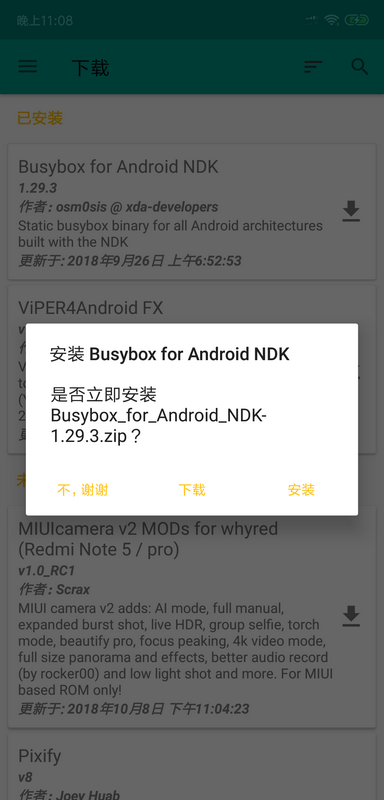 晚上11:08
下载
已安装
Busybox for Android NDK
1.29.3
作者: osm0sis @ xda-developers
Static busybox binary for all Android architectures
built with the NDK
更新于: 2018年9月26日 上午6:52:53
ViPER4Android FX
安装 Busybox for Android NDK
是否立即安装
Busybox_for_Android_NDK-
1.29.3.zip？
不, 谢谢
下载
安装
MIUIcamera v2 MODs for whyred
(Redmi Note 5 / pro)
v1.0_RC1
作者: Scrax
MIUI camera v2 adds: AI mode, full manual,
expanded burst shot, live HDR, group selfie, torch
mode, beautify pro, focus peaking, 4k video mode,
full size panorama and effects, better audio record
(by rocker00) and low light shot and more. For MIUI
based ROM only!
更新于: 2018年10月8日 下午11:04:23
Pixify
v8
作者: Joey Huab